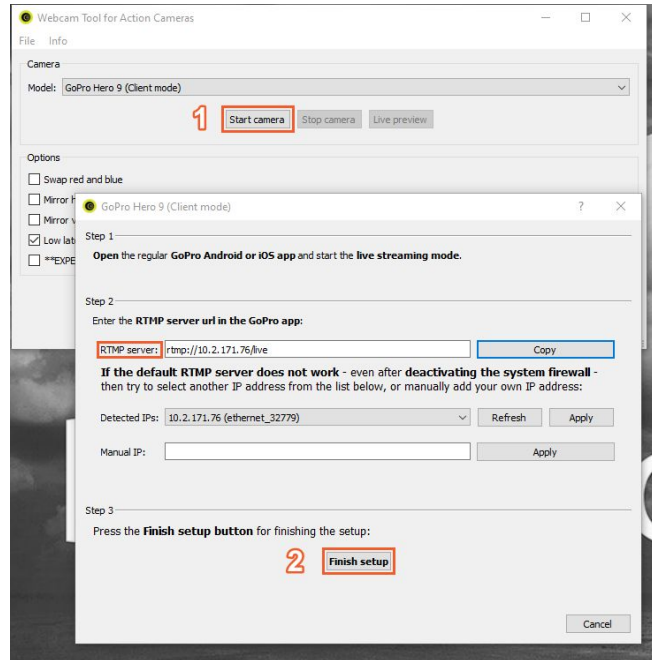 Webcam Tool for Action Cameras
File Info
Camera
Model: GoPro Hero 9 (Client mode)
1 Start camera Stop camera Live preview
Options
Swap red and blue
Mirror
Mirror
Low
GoPro Hero 9 (Client mode)
Step 1
Open the regular GoPro Android or iOS app and start the live streaming mode.
Step 2
Enter the RTMP server url in the GoPro app:
RTMP server: rtmp://10.2.171.76/live Copy
If the default RTMP server does not work - even after deactivating the system firewall -
then try to select another IP address from the list below, or manually add your own IP address:
Detected IPs: 10.2.171.76 (ethernet_32779) Refresh Apply
Manual IP: Apply
Step 3
Press the Finish setup button for finishing the setup:
2 Finish setup
Cancel